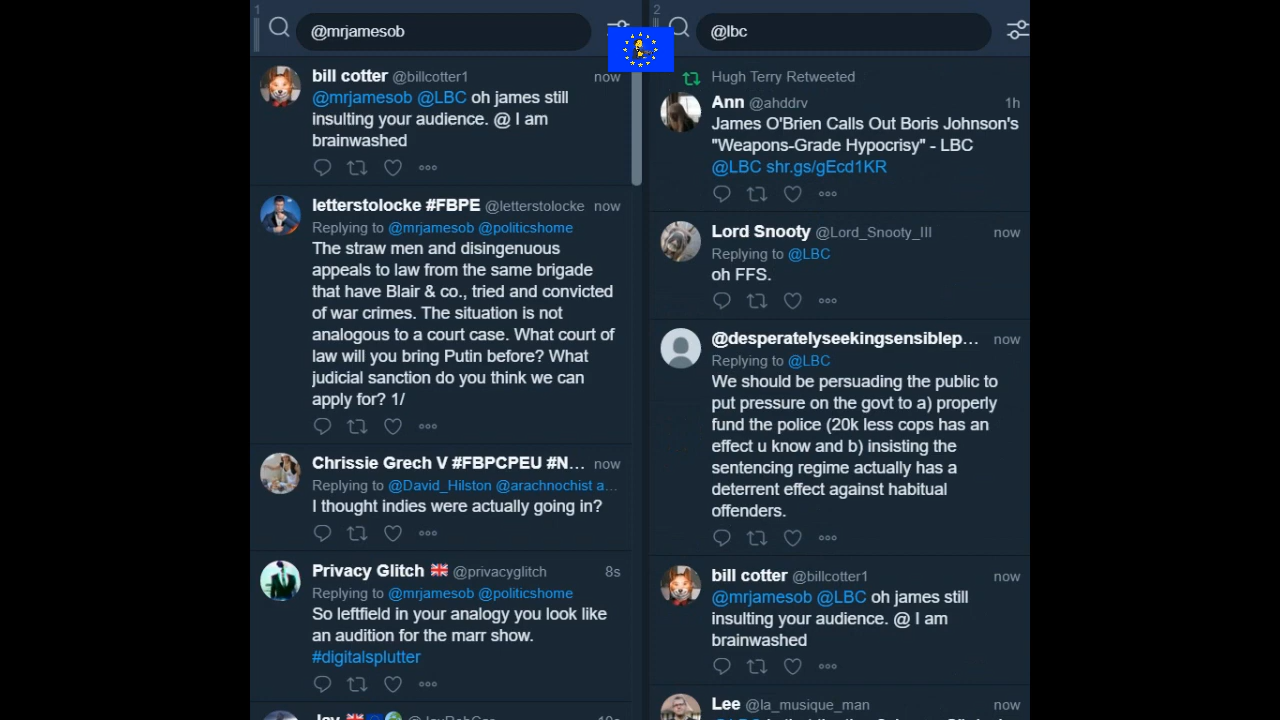 1
@mrjamesob
bill cotter @billcotter1 now
@mrjamesob @LBC oh james still
insulting your audience. @ I am
brainwashed
letterstolocke #FBPE @letterstolocke now
Replying to @mrjamesob @politicshome
The straw men and disingenuous
appeals to law from the same brigade
that have Blair & co., tried and convicted
of war crimes. The situation is not
analogous to a court case. What court of
law will you bring Putin before? What
judicial sanction do you think we can
apply for? 1/
Chrissie Grech V #FBPCPEU #N... now
Replying to @David_Hilston @arachnochist a...
I thought indies were actually going in?
Privacy Glitch @privacyglitch 8s
Replying to @mrjamesob @politicshome
So leftfield in your analogy you look like
an audition for the marr show.
#digitalsplutter
2
@lbc
Hugh Terry Retweeted
Ann @ahddrv 1h
James O'Brien Calls Out Boris Johnson's
"Weapons-Grade Hypocrisy" - LBC
@LBC shr.gs/gEcd1KR
Lord Snooty @Lord_Snooty_III now
Replying to @LBC
oh FFS.
@desperatelyseekingsensiblep... now
Replying to @LBC
We should be persuading the public to
put pressure on the govt to a) properly
fund the police (20k less cops has an
effect u know and b) insisting the
sentencing regime actually has a
deterrent effect against habitual
offenders.
bill cotter @billcotter1 now
@mrjamesob @LBC oh james still
insulting your audience. @ I am
brainwashed
Lee @la_musique_man now